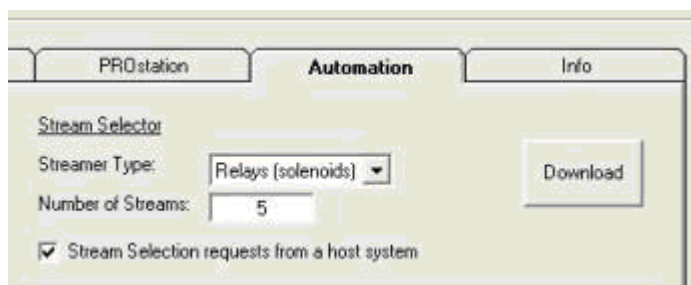 PROstation Automation Info
Stream Selector
Streamer Type: Relays (solenoids) Download
Number of Streams: 5
Stream Selection requests from a host system